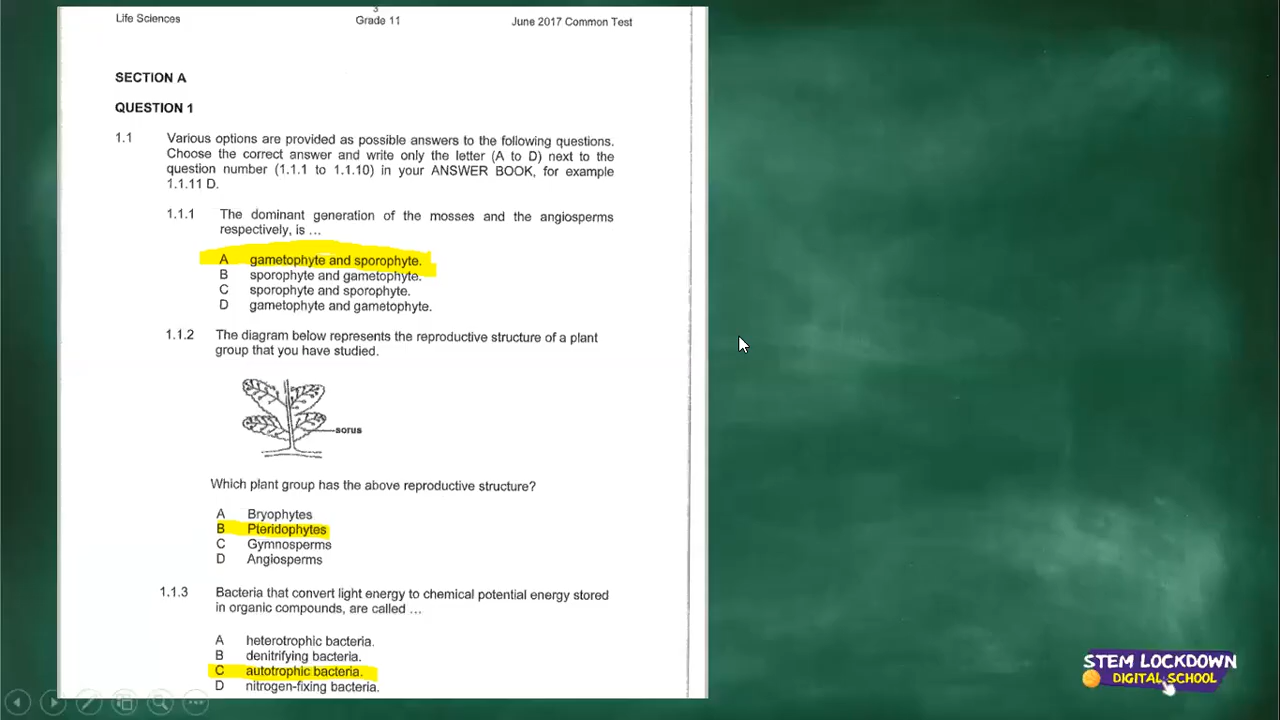 3
Life Sciences Grade 11 June 2017 Common Test
SECTION A
QUESTION 1
1.1 Various options are provided as possible answers to the following questions.
Choose the correct answer and write only the letter (A to D) next to the
question number (1.1.1 to 1.1.10) in your ANSWER BOOK, for example
1.1.11 D.
1.1.1 The dominant generation of the mosses and the angiosperms
respectively, is ...
A gametophyte and sporophyte.
B sporophyte and gametophyte.
C sporophyte and sporophyte.
D gametophyte and gametophyte.
1.1.2 The diagram below represents the reproductive structure of a plant
group that you have studied.
sorus
Which plant group has the above reproductive structure?
A Bryophytes
B Pteridophytes
C Gymnosperms
D Angiosperms
1.1.3 Bacteria that convert light energy to chemical potential energy stored
in organic compounds, are called ...
A heterotrophic bacteria.
B denitrifying bacteria.
C autotrophic bacteria.
D nitrogen-fixing bacteria.
STEM LOCKDOWN
DIGITAL SCHOOL